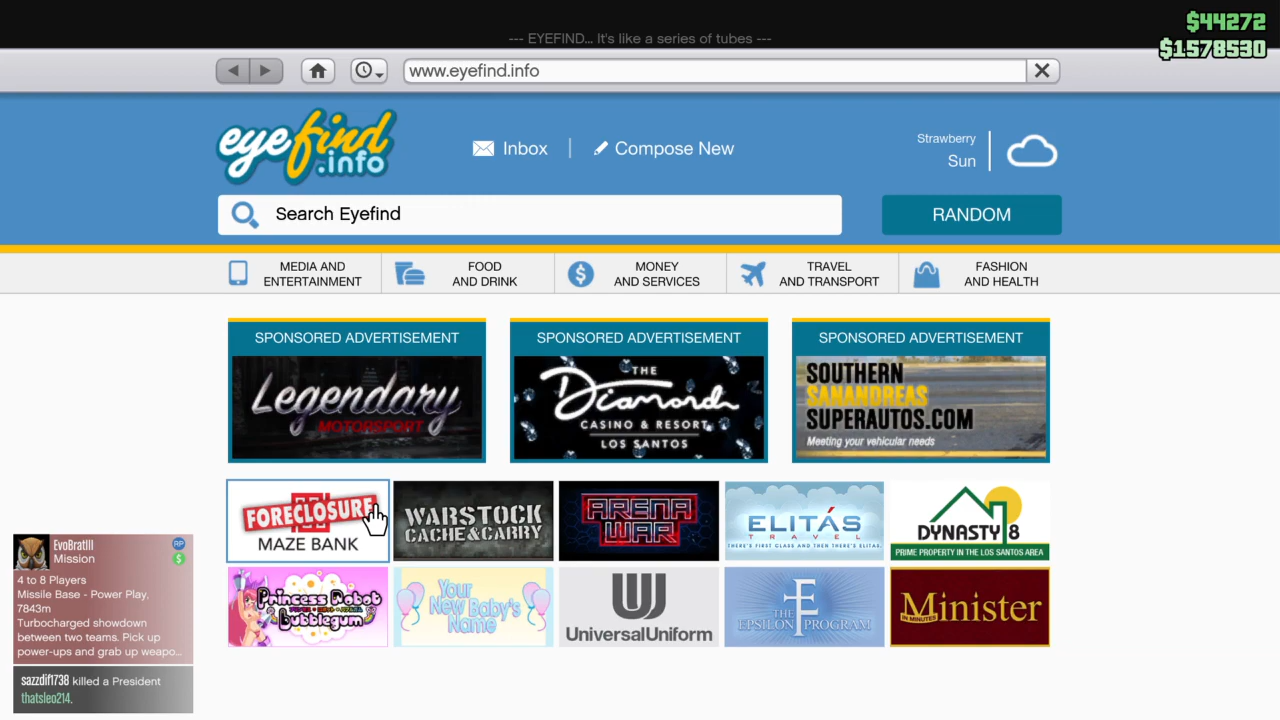 $44272
--- EYEFIND... It's like a series of tubes ---
$1578530
www.eyefind.info
eyefind
.info
Inbox
Compose New
Strawberry
Sun
Search Eyefind
RANDOM
MEDIA AND
ENTERTAINMENT
FOOD
AND DRINK
MONEY
AND SERVICES
TRAVEL
AND TRANSPORT
FASHION
AND HEALTH
SPONSORED ADVERTISEMENT
Legendary
MOTORSPORT
SPONSORED ADVERTISEMENT
THE
Diamond
CASINO & RESORT
LOS SANTOS
SPONSORED ADVERTISEMENT
SOUTHERN
SANANDREAS
SUPERAUTOS.COM
Meeting your vehicular needs
FORECLOSURE
MAZE BANK
WARSTOCK
CACHE&CARRY
ARENA
WAR
ELITÁS
TRAVEL
THERE'S FIRST CLASS AND THEN THERE'S ELITAS.
DYNASTY 8
PRIME PROPERTY IN THE LOS SANTOS AREA
Princess Robot
Bubblegum
Your
New Baby's
Name
UniversalUniform
THE
EPSILON PROGRAM
Minister
IN MINUTES
EvoBratIII
RP
Mission
$
4 to 8 Players
Missile Base - Power Play,
7843m
Turbocharged showdown
between two teams. Pick up
power-ups and grab up weapo...
sazzdif1738 killed a President
thatsleo214.